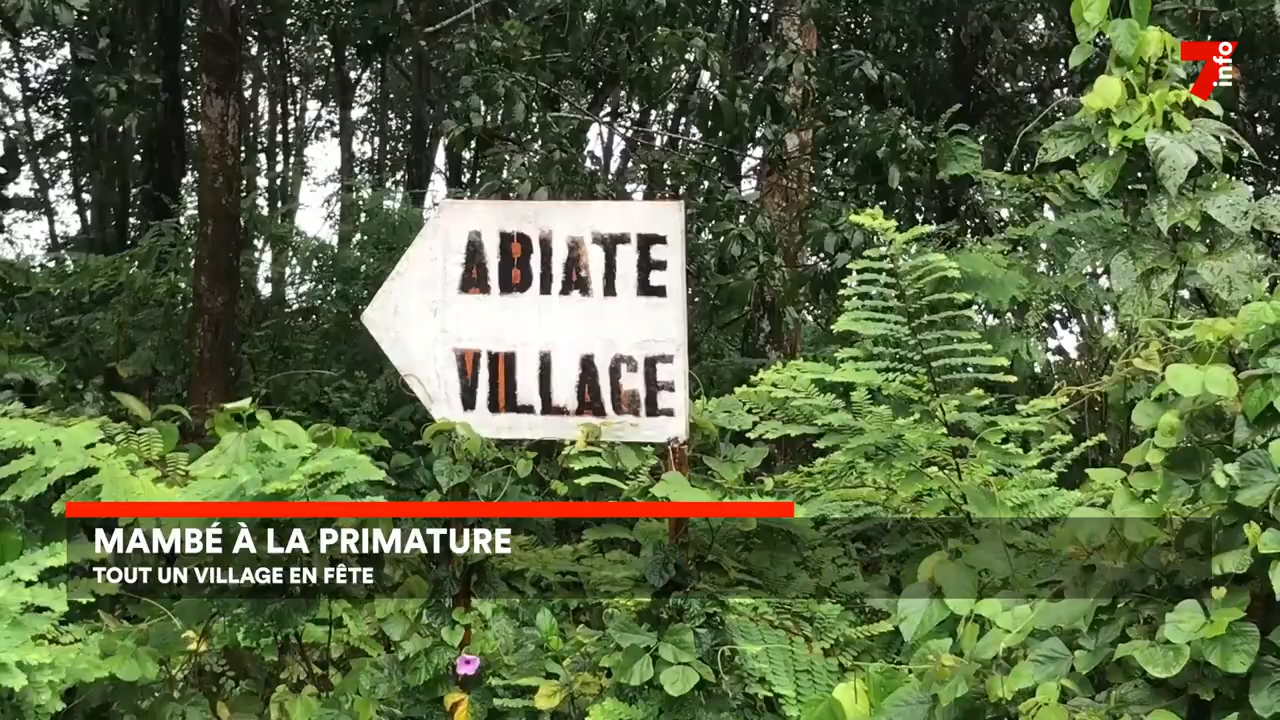 7
info
ABIATE
VILLAGE
MAMBÉ À LA PRIMATURE
TOUT UN VILLAGE EN FÊTE